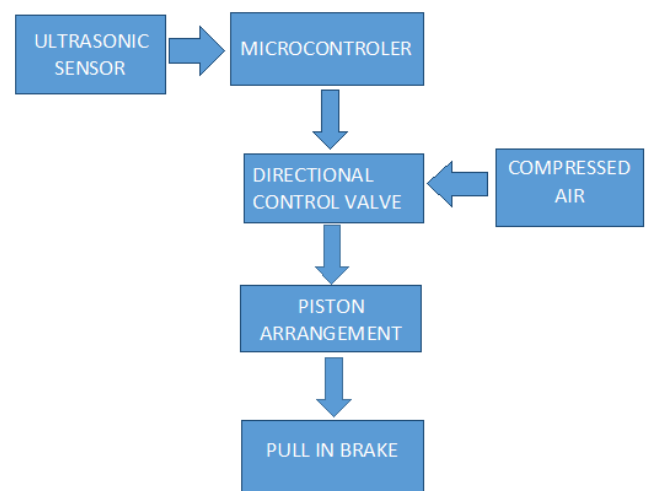 ULTRASONIC
SENSOR
MICROCONTROLER
DIRECTIONAL
CONTROL VALVE
COMPRESSED
AIR
PISTON
ARRANGEMENT
PULL IN BRAKE